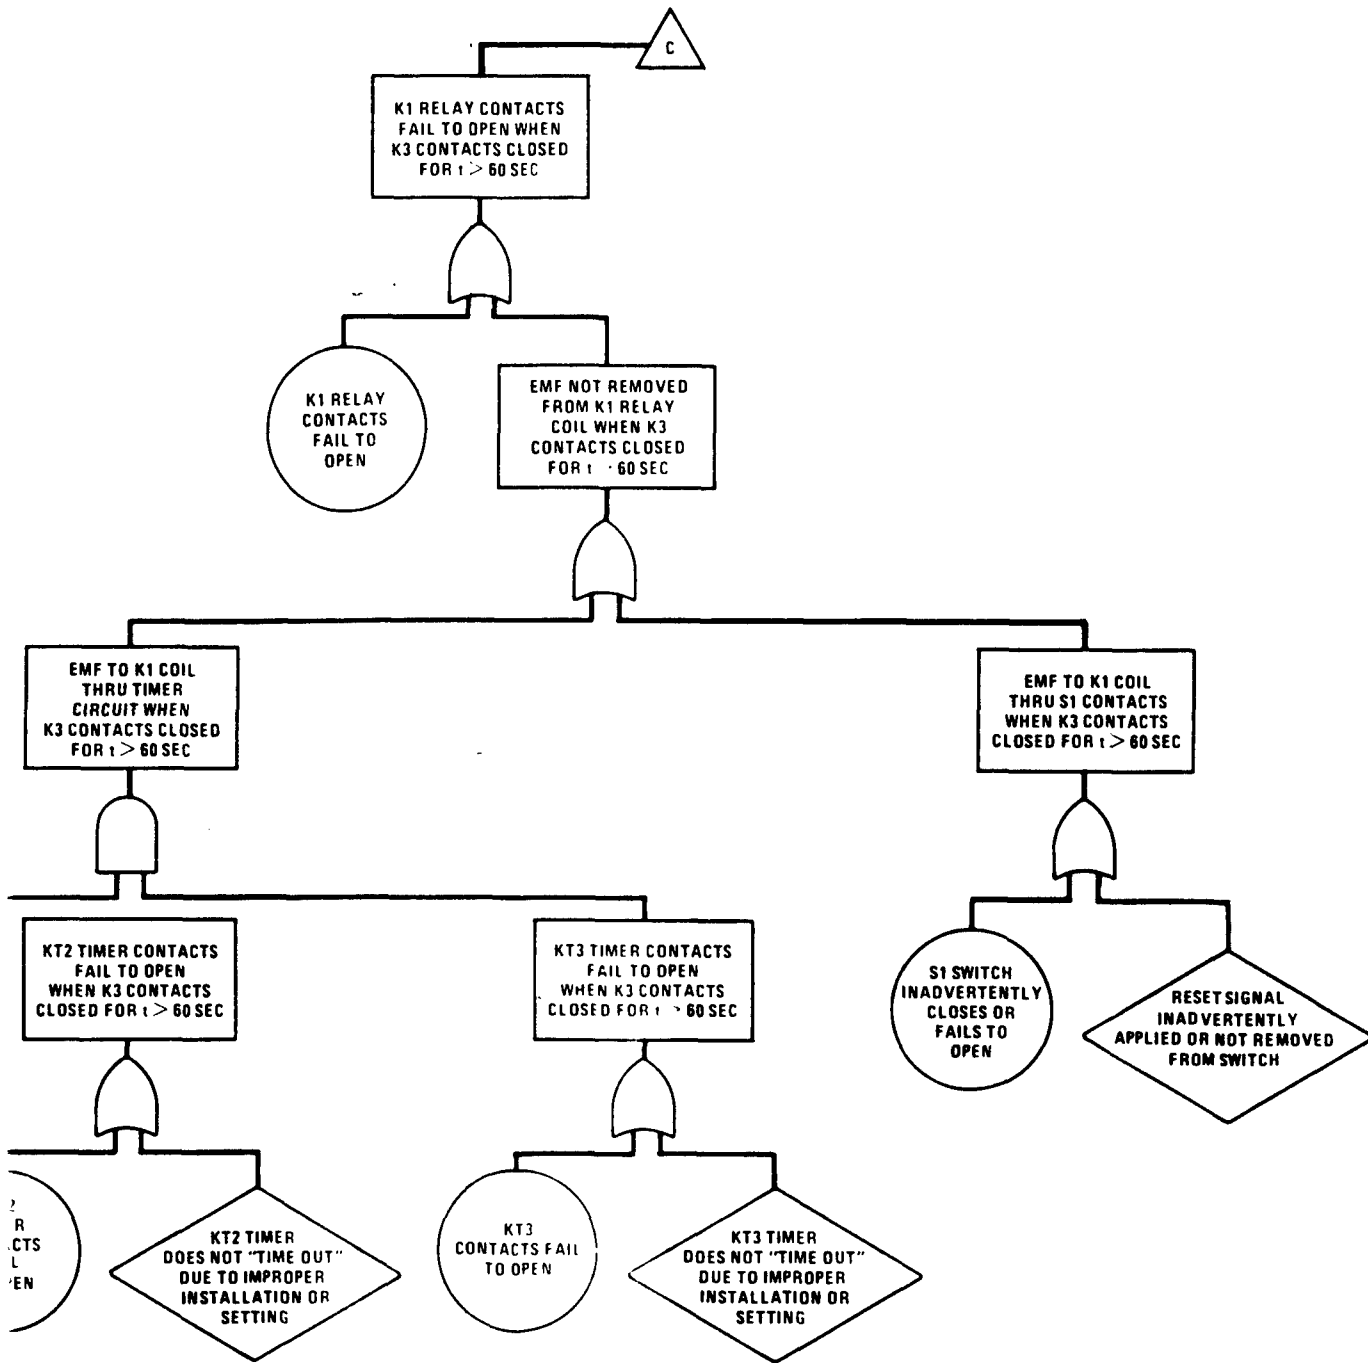 C
K1 RELAY CONTACTS
FAIL TO OPEN WHEN
K3 CONTACTS CLOSED
FOR t > 60 SEC
K1 RELAY
CONTACTS
FAIL TO
OPEN
EMF NOT REMOVED
FROM K1 RELAY
COIL WHEN K3
CONTACTS CLOSED
FOR t 60 SEC
EMF TO K1 COIL
THRU TIMER
CIRCUIT WHEN
K3 CONTACTS CLOSED
FOR t > 60 SEC
EMF TO K1 COIL
THRU S1 CONTACTS
WHEN K3 CONTACTS
CLOSED FOR t > 60 SEC
KT2 TIMER CONTACTS
FAIL TO OPEN
WHEN K3 CONTACTS
CLOSED FOR t > 60 SEC
KT3 TIMER CONTACTS
FAIL TO OPEN
WHEN K3 CONTACTS
CLOSED FOR t > 60 SEC
S1 SWITCH
INADVERTENTLY
CLOSES OR
FAILS TO
OPEN
RESET SIGNAL
INADVERTENTLY
APPLIED OR NOT REMOVED
FROM SWITCH
2
R
CTS
L
EN
KT2 TIMER
DOES NOT "TIME OUT"
DUE TO IMPROPER
INSTALLATION OR
SETTING
KT3
CONTACTS FAIL
TO OPEN
KT3 TIMER
DOES NOT "TIME OUT"
DUE TO IMPROPER
INSTALLATION OR
SETTING